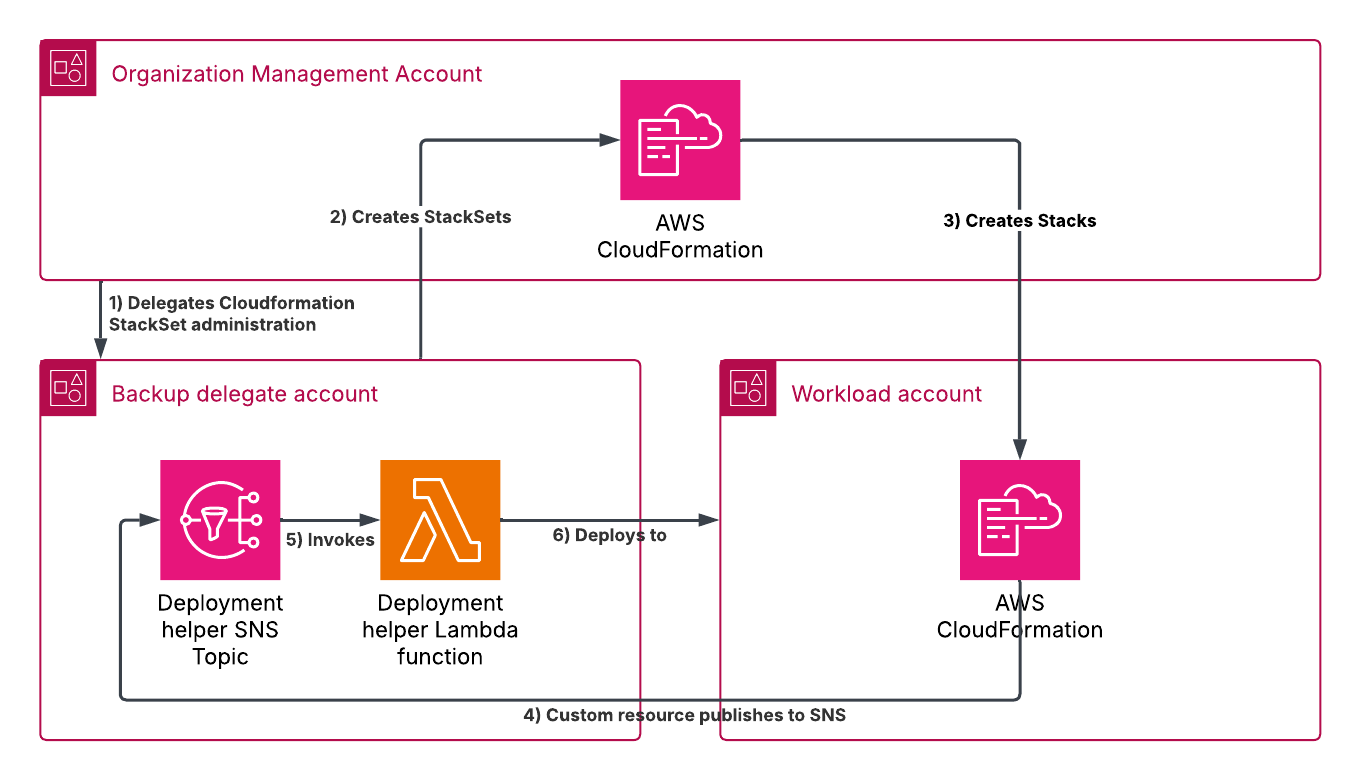 Organization Management Account
2) Creates StackSets
AWS
CloudFormation
3) Creates Stacks
1) Delegates Cloudformation
StackSet administration
Backup delegate account
Workload account
5) Invokes
6) Deploys to
Deployment
helper SNS
Topic
Deployment
helper Lambda
function
AWS
CloudFormation
4) Custom resource publishes to SNS